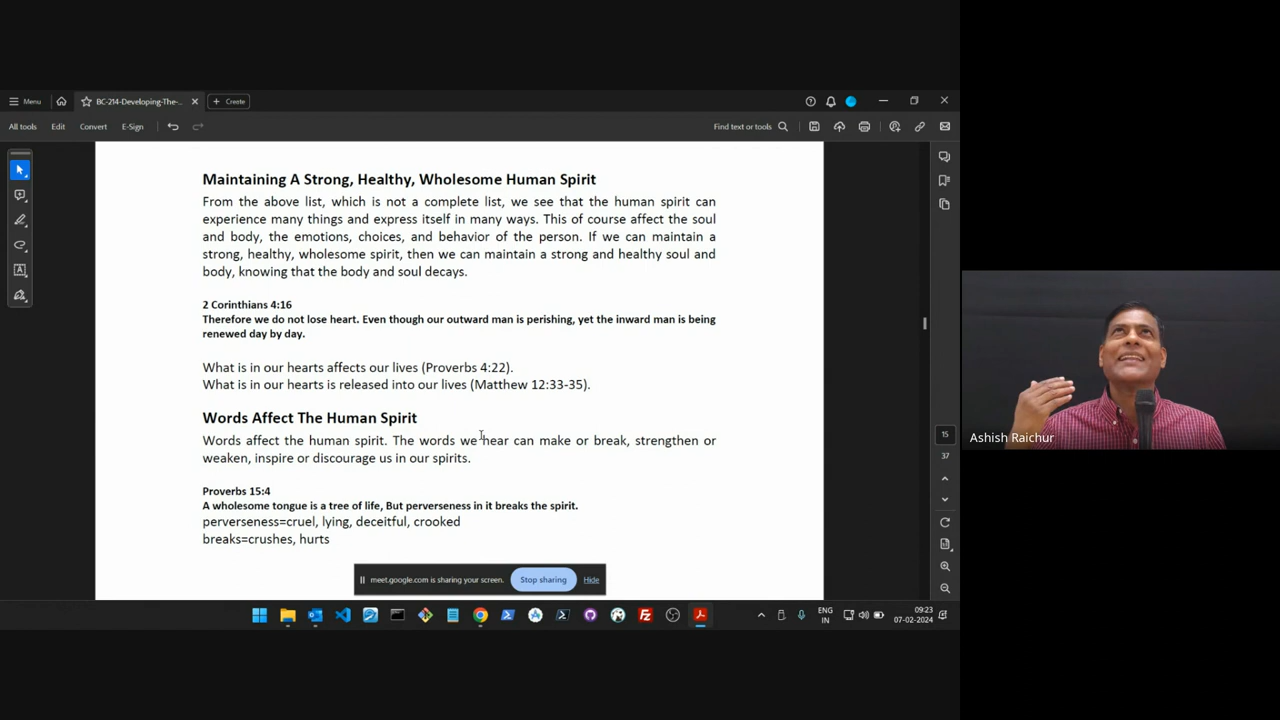 Menu
BC-214-Developing-The-...
Create
All tools
Edit
Convert
E-Sign
Find text or tools
Maintaining A Strong, Healthy, Wholesome Human Spirit
From the above list, which is not a complete list, we see that the human spirit can
experience many things and express itself in many ways. This of course affect the soul
and body, the emotions, choices, and behavior of the person. If we can maintain a
strong, healthy, wholesome spirit, then we can maintain a strong and healthy soul and
body, knowing that the body and soul decays.
2 Corinthians 4:16
Therefore we do not lose heart. Even though our outward man is perishing, yet the inward man is being
renewed day by day.
What is in our hearts affects our lives (Proverbs 4:22).
What is in our hearts is released into our lives (Matthew 12:33-35).
Words Affect The Human Spirit
Words affect the human spirit. The words we hear can make or break, strengthen or
weaken, inspire or discourage us in our spirits.
Proverbs 15:4
A wholesome tongue is a tree of life, But perverseness in it breaks the spirit.
perverseness=cruel, lying, deceitful, crooked
breaks=crushes, hurts
15
37
meet.google.com is sharing your screen.
Stop sharing
Hide
ENG
IN
09:23
07-02-2024
Ashish Raichur